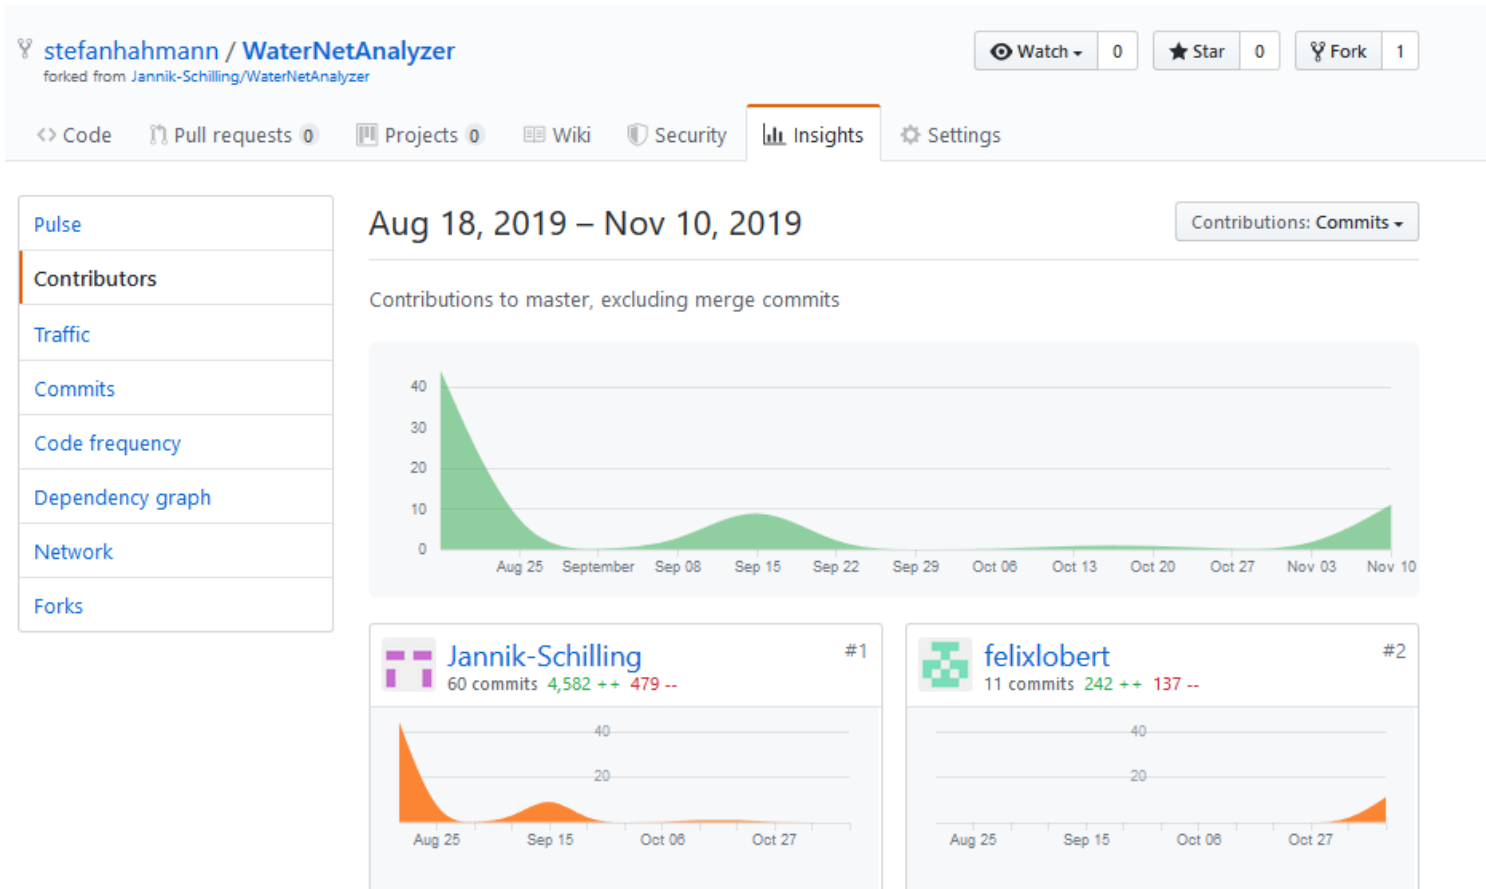 stefanhahmann / WaterNetAnalyzer
forked from Jannik-Schilling/WaterNetAnalyzer
Watch 0 Star 0 Fork 1
Code Pull requests 0 Projects 0 Wiki Security Insights Settings
Pulse
Contributors
Traffic
Commits
Code frequency
Dependency graph
Network
Forks
Aug 18, 2019 – Nov 10, 2019
Contributions: Commits
Contributions to master, excluding merge commits
40
30
20
10
0
Aug 25 September Sep 08 Sep 15 Sep 22 Sep 29 Oct 06 Oct 13 Oct 20 Oct 27 Nov 03 Nov 10
Jannik-Schilling #1
60 commits 4,582 ++ 479 --
40
20
Aug 25 Sep 15 Oct 06 Oct 27
felixlobert #2
11 commits 242 ++ 137 --
40
20
Aug 25 Sep 15 Oct 06 Oct 27